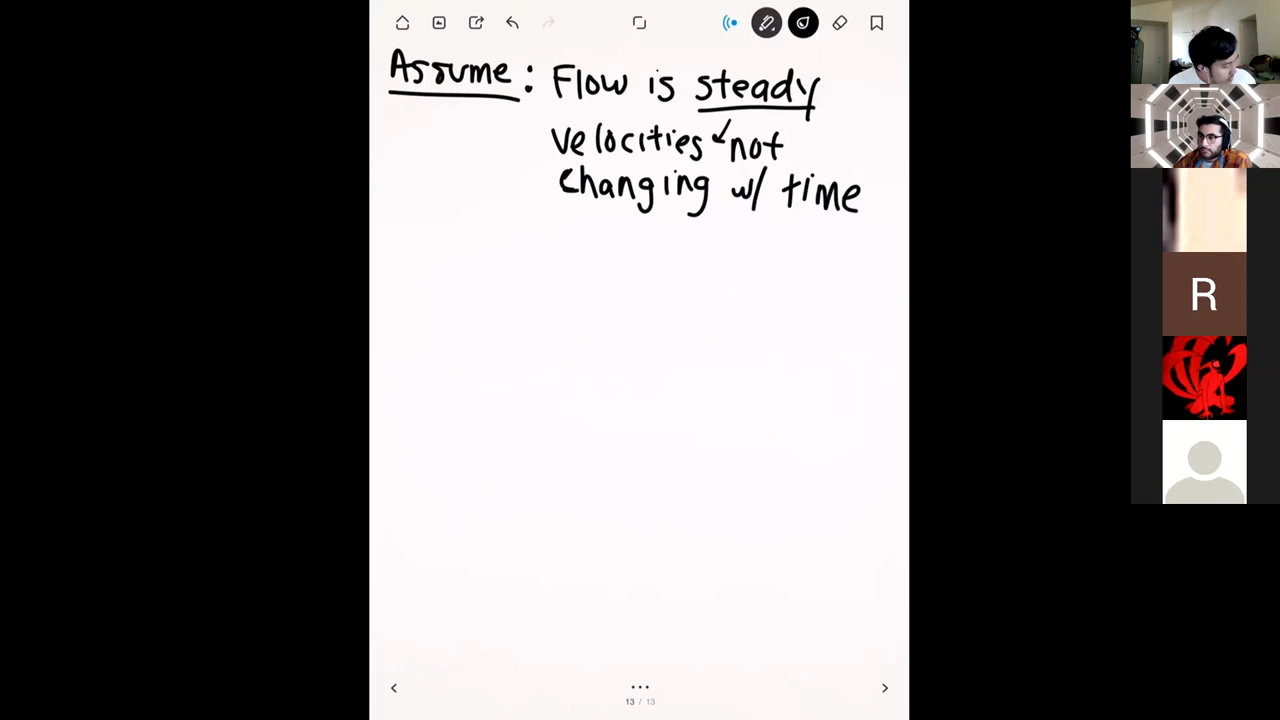 Assume: Flow is steady
velocities not
changing w/ time
R
13 / 13